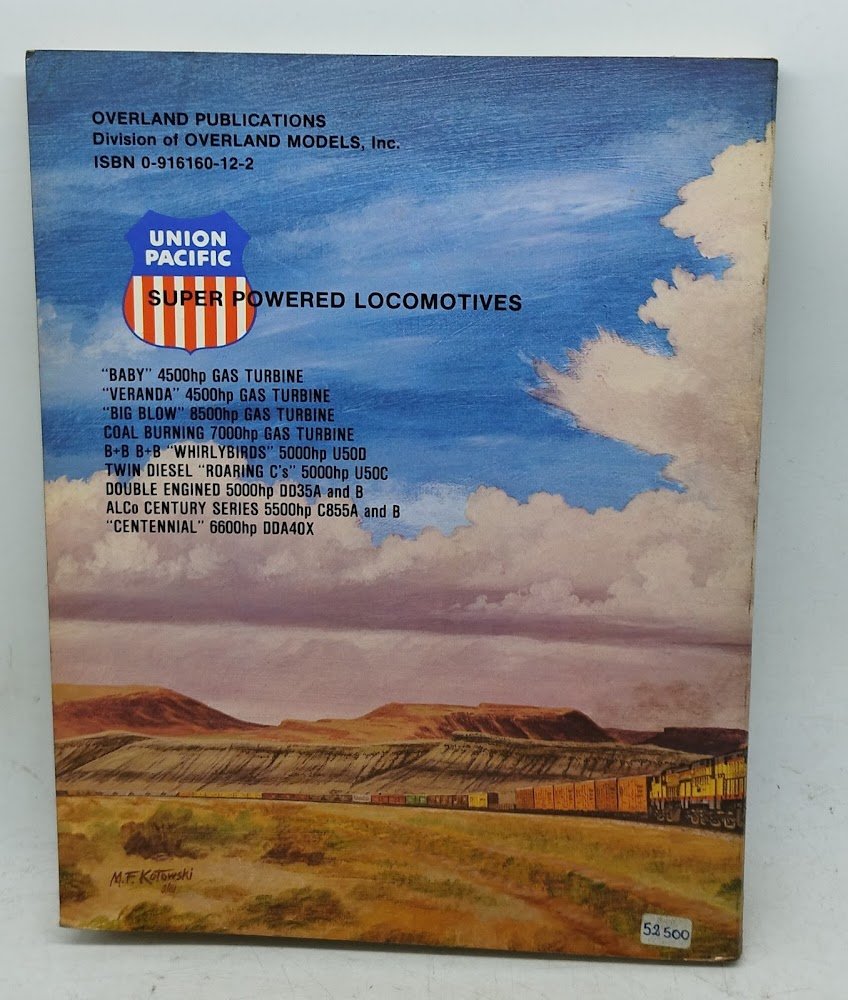 OVERLAND PUBLICATIONS
Division of OVERLAND MODELS, Inc.
ISBN 0-916160-12-2
UNION
PACIFIC
SUPER POWERED LOCOMOTIVES
"BABY" 4500hp GAS TURBINE
"VERANDA" 4500hp GAS TURBINE
"BIG BLOW" 8500hp GAS TURBINE
COAL BURNING 7000hp GAS TURBINE
B+B B+B "WHIRLYBIRDS" 5000hp U50D
TWIN DIESEL "ROARING C's" 5000hp U50C
DOUBLE ENGINED 5000hp DD35A and B
ALCo CENTURY SERIES 5500hp C855A and B
"CENTENNIAL" 6600hp DDA40X
M.F. Kotowski
52 500